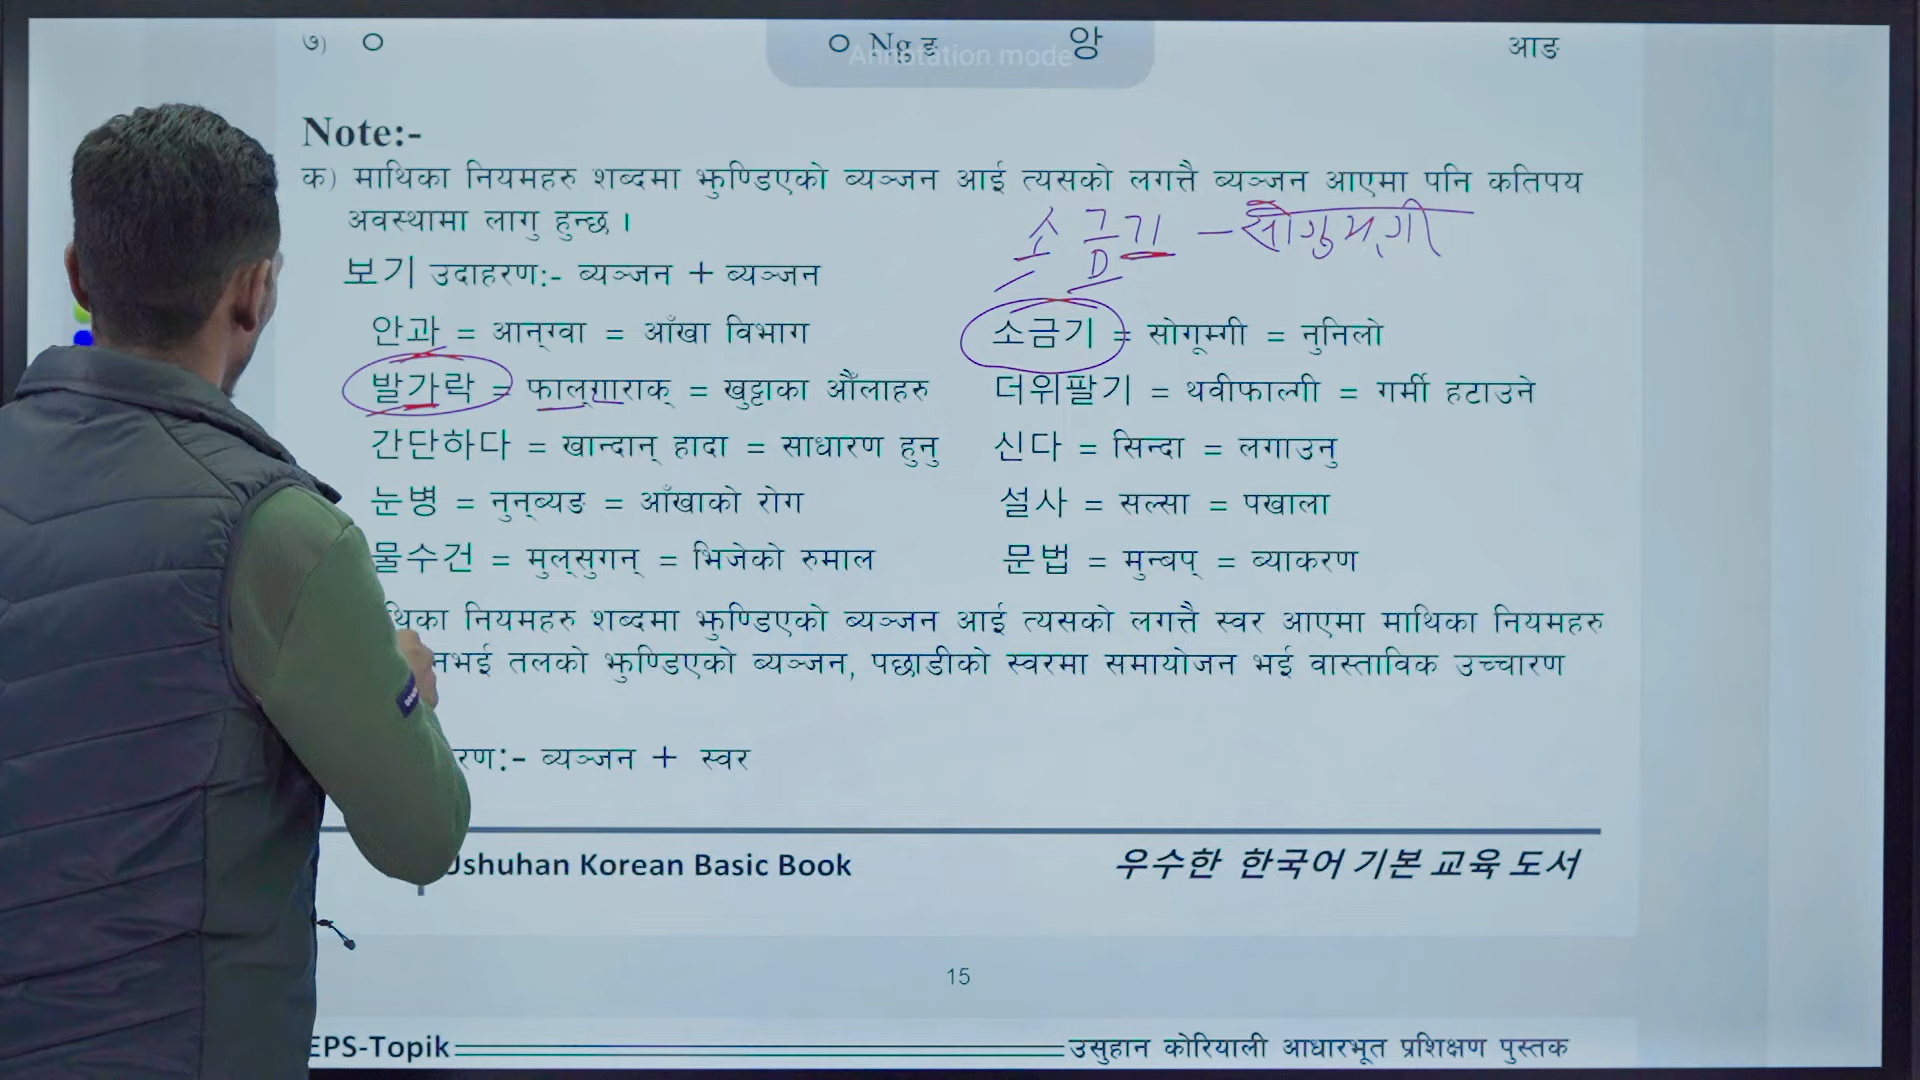 ७) ㅇ ㅇ Ng ङ 앙 आङ
Annotation mode
Note:-
क) माथिका नियमहरु शब्दमा झुण्डिएको ब्यञ्जन आई त्यसको लगत्तै ब्यञ्जन आएमा पनि कतिपय
अवस्थामा लागु हुन्छ ।
소금기 – सोगुम्गी
보기 उदाहरण:- ब्यञ्जन + ब्यञ्जन
안과 = आन्ग्वा = आँखा विभाग 소금기 = सोगूम्गी = नुनिलो
발가락 = फाल्गाराक् = खुट्टाका औँलाहरु 더위팔기 = थवीफाल्गी = गर्मी हटाउने
간단하다 = खान्दान् हादा = साधारण हुनु 신다 = सिन्दा = लगाउनु
눈병 = नुन्ब्यङ = आँखाको रोग 설사 = सल्सा = पखाला
물수건 = मुल्सुगन् = भिजेको रुमाल 문법 = मुन्बप् = ब्याकरण
थिका नियमहरु शब्दमा झुण्डिएको ब्यञ्जन आई त्यसको लगत्तै स्वर आएमा माथिका नियमहरु
नभई तलको झुण्डिएको ब्यञ्जन, पछाडीको स्वरमा समायोजन भई वास्ताविक उच्चारण
रण:- ब्यञ्जन + स्वर
Ushuhan Korean Basic Book 우수한 한국어 기본 교육 도서
15
EPS-Topik उसुहान कोरियाली आधारभूत प्रशिक्षण पुस्तक